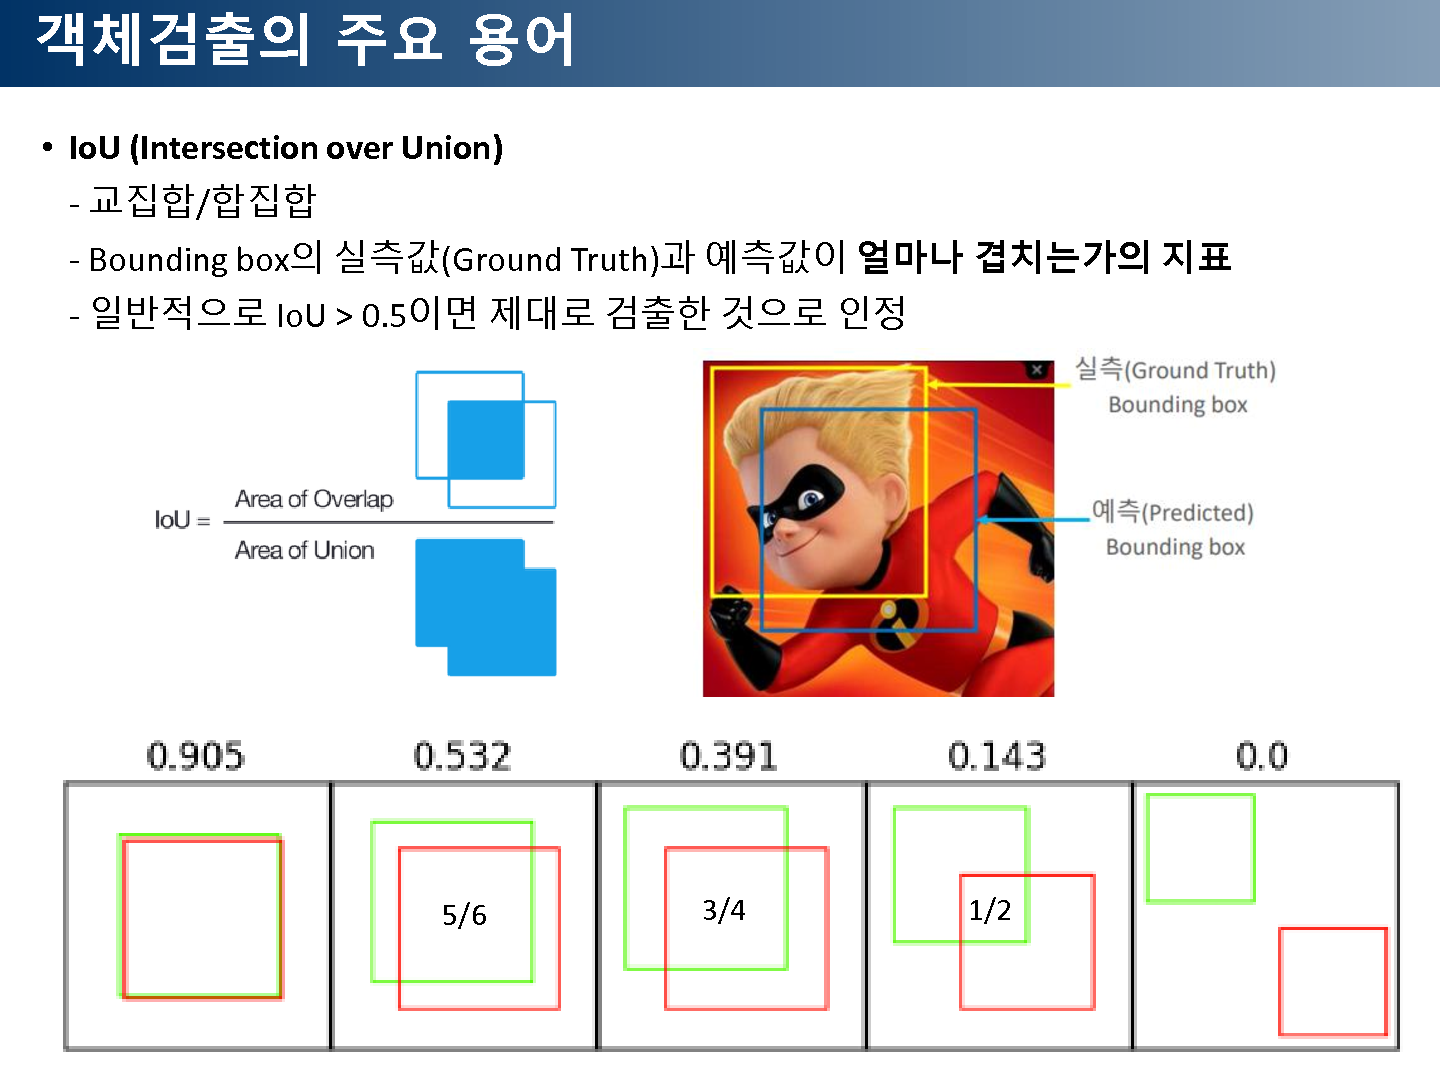 객체검출의 주요 용어
• IoU (Intersection over Union)
- 교집합/합집합
- Bounding box의 실측값(Ground Truth)과 예측값이 얼마나 겹치는가의 지표
- 일반적으로 IoU > 0.5이면 제대로 검출한 것으로 인정
IoU =
Area of Overlap
Area of Union
실측(Ground Truth)
Bounding box
예측(Predicted)
Bounding box
0.905 0.532 0.391 0.143 0.0
5/6 3/4 1/2